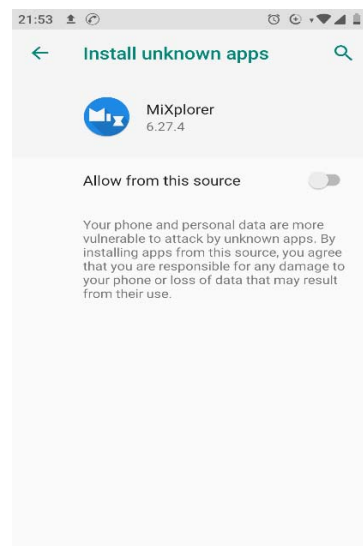 21:53
Install unknown apps
Mix
MiXplorer
6.27.4
Allow from this source
Your phone and personal data are more
vulnerable to attack by unknown apps. By
installing apps from this source, you agree
that you are responsible for any damage to
your phone or loss of data that may result
from their use.